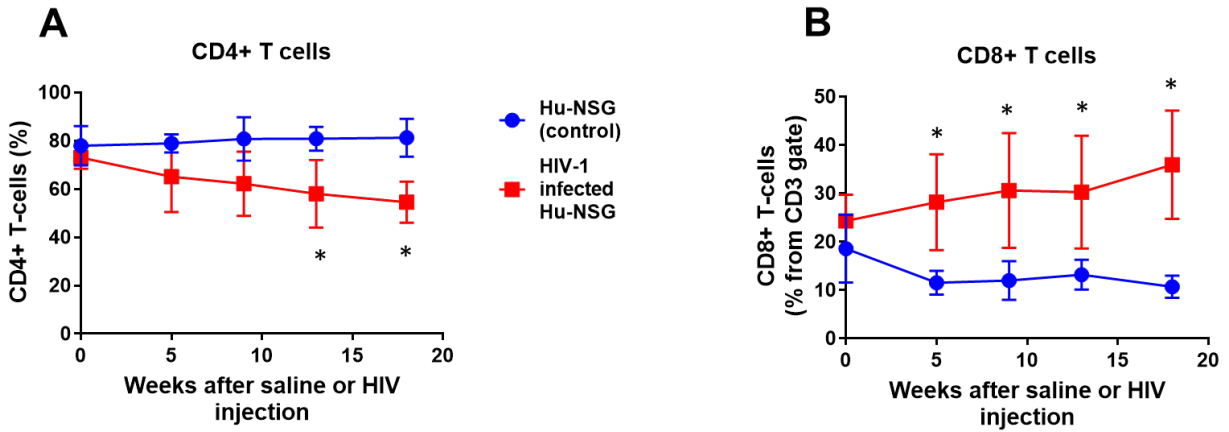 A
CD4+ T cells
CD4+ T-cells (%)
100
80
60
40
20
0
* *
0 5 10 15 20
Weeks after saline or HIV
injection
Hu-NSG
(control)
HIV-1
infected
Hu-NSG
B
CD8+ T cells
CD8+ T-cells
(% from CD3 gate)
50
40
30
20
10
0
* * * *
0 5 10 15 20
Weeks after saline or HIV
injection